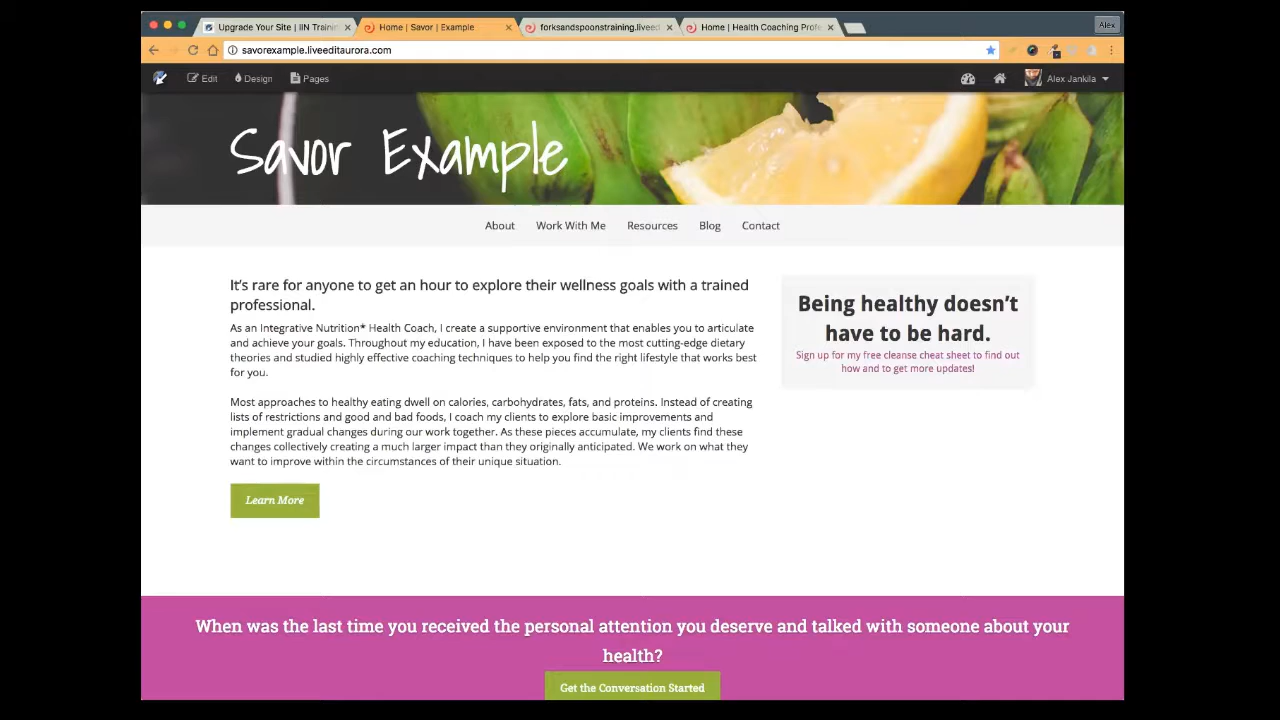 Upgrade Your Site | IIN Traini
Home | Savor | Example
forksandspoonstraining.liveed
Home | Health Coaching Profe
Alex
savorexample.liveeditaurora.com
Edit
Design
Pages
Alex Jankila
Savor Example
About
Work With Me
Resources
Blog
Contact
It's rare for anyone to get an hour to explore their wellness goals with a trained
professional.
As an Integrative Nutrition* Health Coach, I create a supportive environment that enables you to articulate
and achieve your goals. Throughout my education, I have been exposed to the most cutting-edge dietary
theories and studied highly effective coaching techniques to help you find the right lifestyle that works best
for you.
Most approaches to healthy eating dwell on calories, carbohydrates, fats, and proteins. Instead of creating
lists of restrictions and good and bad foods, I coach my clients to explore basic improvements and
implement gradual changes during our work together. As these pieces accumulate, my clients find these
changes collectively creating a much larger impact than they originally anticipated. We work on what they
want to improve within the circumstances of their unique situation.
Learn More
Being healthy doesn't
have to be hard.
Sign up for my free cleanse cheat sheet to find out
how and to get more updates!
When was the last time you received the personal attention you deserve and talked with someone about your
health?
Get the Conversation Started